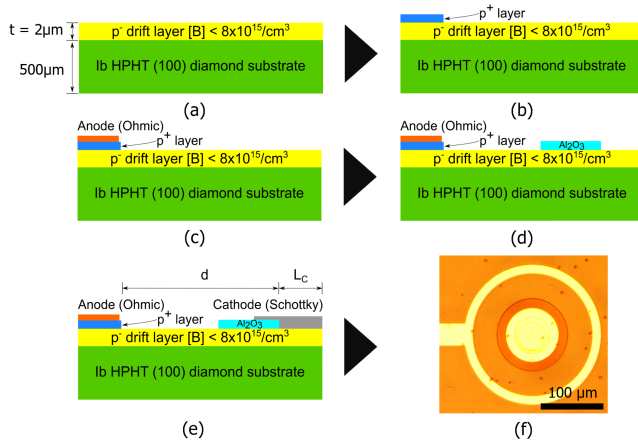 t = 2µm
p⁻ drift layer [B] < 8x10¹⁵/cm³
500µm
Ib HPHT (100) diamond substrate
(a)
p⁺ layer
p⁻ drift layer [B] < 8x10¹⁵/cm³
Ib HPHT (100) diamond substrate
(b)
Anode (Ohmic)
p⁺ layer
p⁻ drift layer [B] < 8x10¹⁵/cm³
Ib HPHT (100) diamond substrate
(c)
Anode (Ohmic)
p⁺ layer
Al₂O₃
p⁻ drift layer [B] < 8x10¹⁵/cm³
Ib HPHT (100) diamond substrate
(d)
d
L_C
Anode (Ohmic)
Cathode (Schottky)
p⁺ layer
Al₂O₃
p⁻ drift layer [B] < 8x10¹⁵/cm³
Ib HPHT (100) diamond substrate
(e)
100 µm
(f)